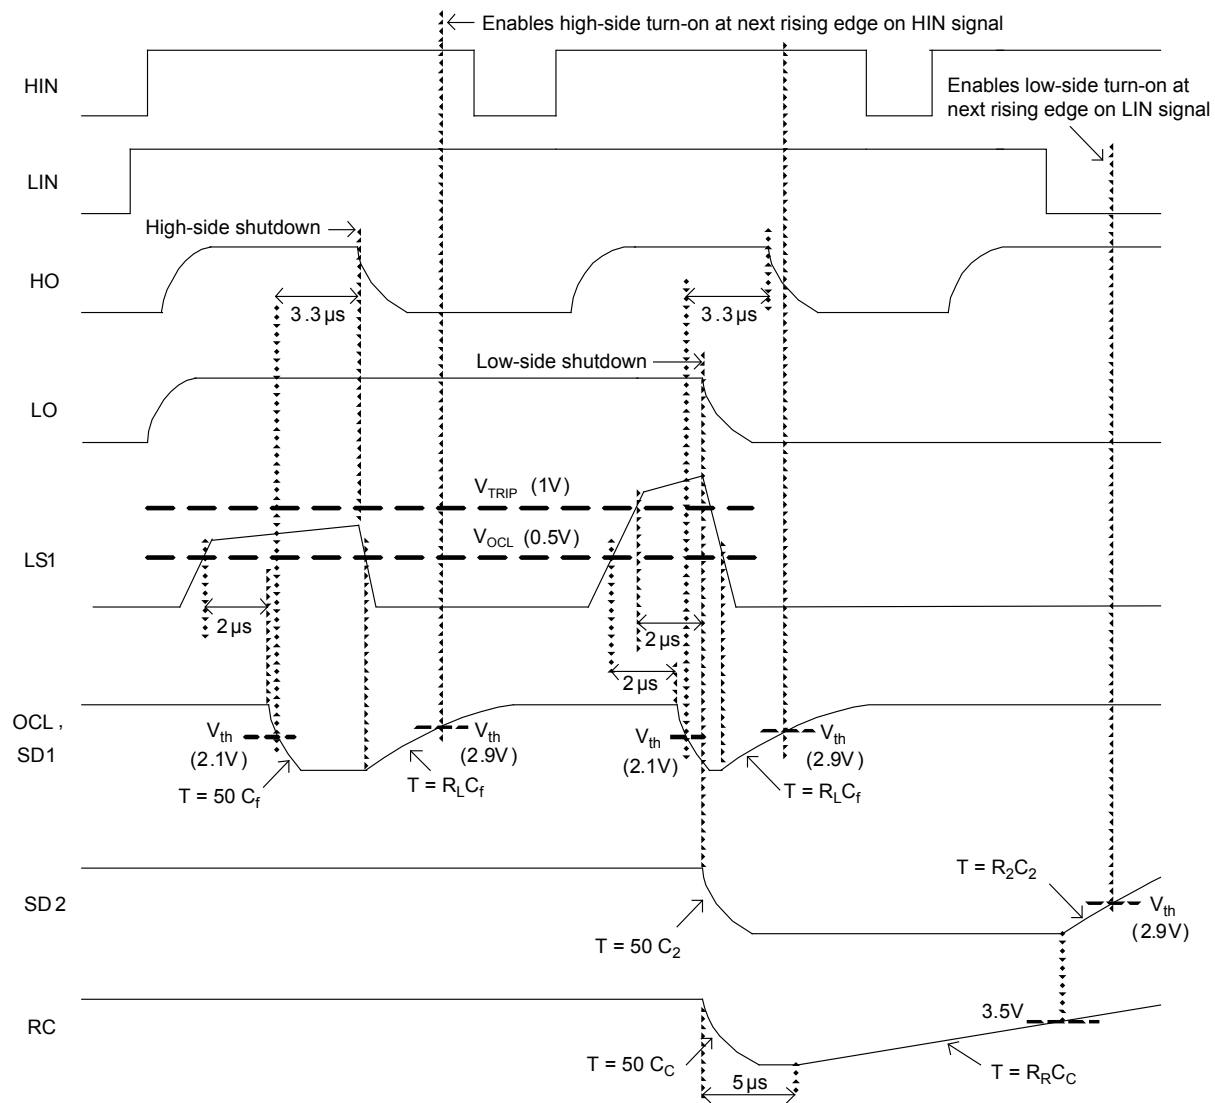 Enables high-side turn-on at next rising edge on HIN signal
HIN
Enables low-side turn-on at
next rising edge on LIN signal
LIN
High-side shutdown
HO
3.3 µs
3.3 µs
Low-side shutdown
LO
V_TRIP (1V)
V_OCL (0.5V)
LS1
2 µs
2 µs
2 µs
OCL ,
SD1
V_th
(2.1V)
V_th
(2.9V)
V_th
(2.1V)
V_th
(2.9V)
T = 50 C_f
T = R_LC_f
T = R_LC_f
T = R_2C_2
SD2
V_th
(2.9V)
T = 50 C_2
3.5V
RC
T = 50 C_C
T = R_RC_C
5 µs